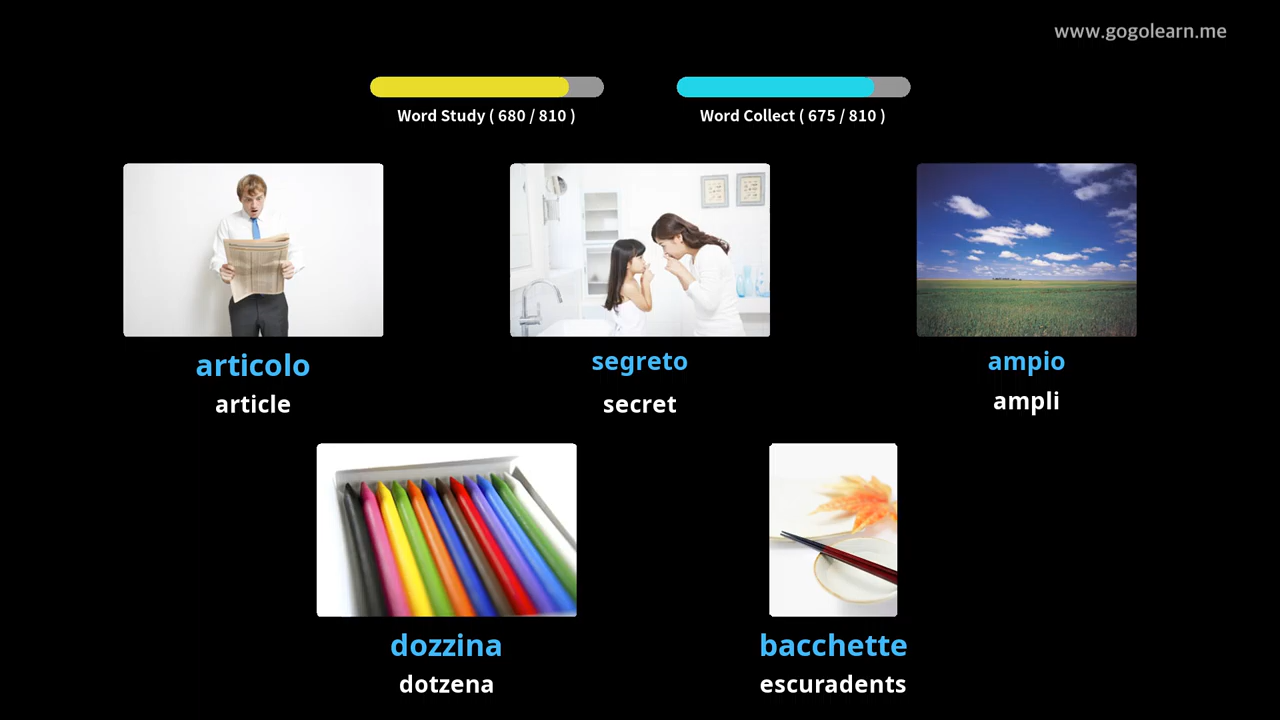 www.gogolearn.me
Word Study ( 680 / 810 )
Word Collect ( 675 / 810 )
articolo
article
segreto
secret
ampio
ampli
dozzina
dotzena
bacchette
escuradents